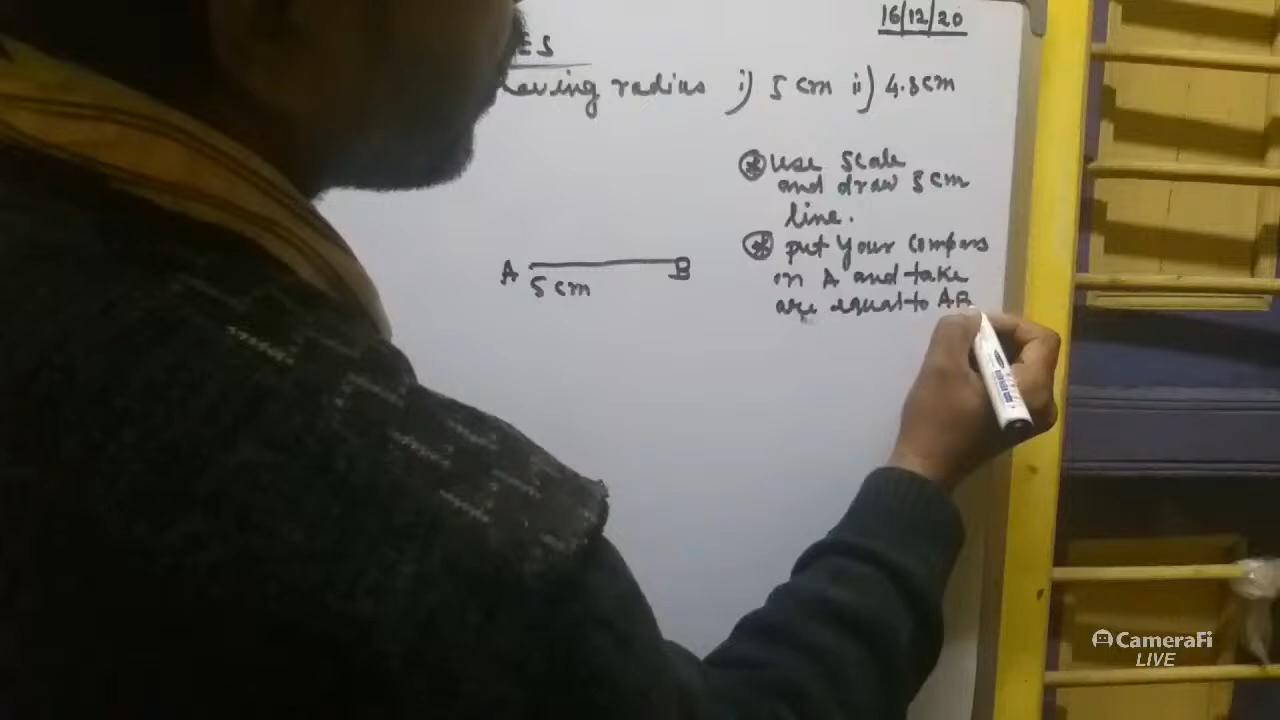 16/12/20
ES
having radius i) 5 cm ii) 4.8cm
* use scale
and draw 5 cm
line.
* put your compass
on A and take
arc equal to AB
A B
5 cm
CameraFi
LIVE